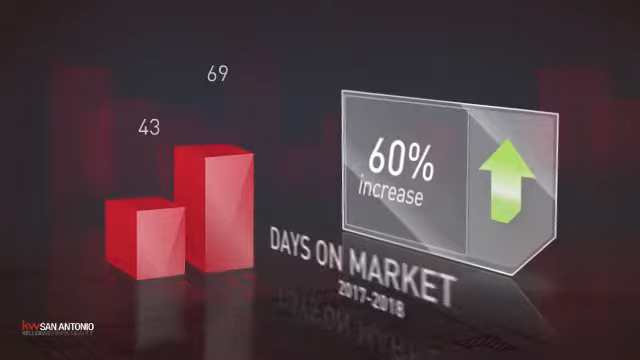 69
43
60%
increase
DAYS ON MARKET
2017-2018
kw SAN ANTONIO